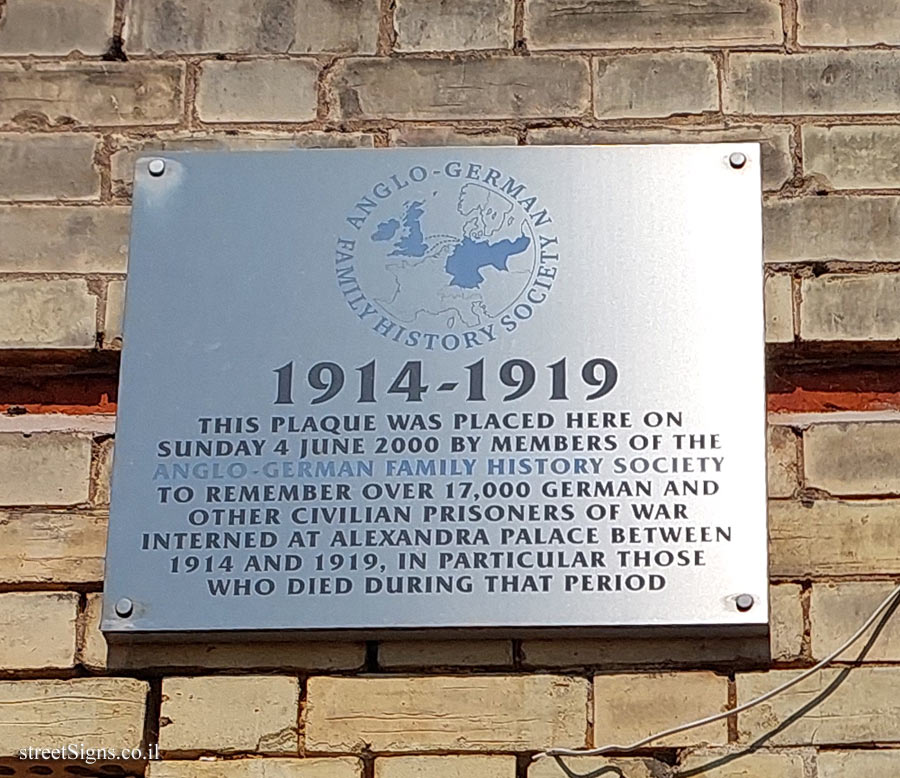 ANGLO-GERMAN FAMILY HISTORY SOCIETY
1914-1919
THIS PLAQUE WAS PLACED HERE ON
SUNDAY 4 JUNE 2000 BY MEMBERS OF THE
ANGLO-GERMAN FAMILY HISTORY SOCIETY
TO REMEMBER OVER 17,000 GERMAN AND
OTHER CIVILIAN PRISONERS OF WAR
INTERNED AT ALEXANDRA PALACE BETWEEN
1914 AND 1919, IN PARTICULAR THOSE
WHO DIED DURING THAT PERIOD
streetSigns.co.il